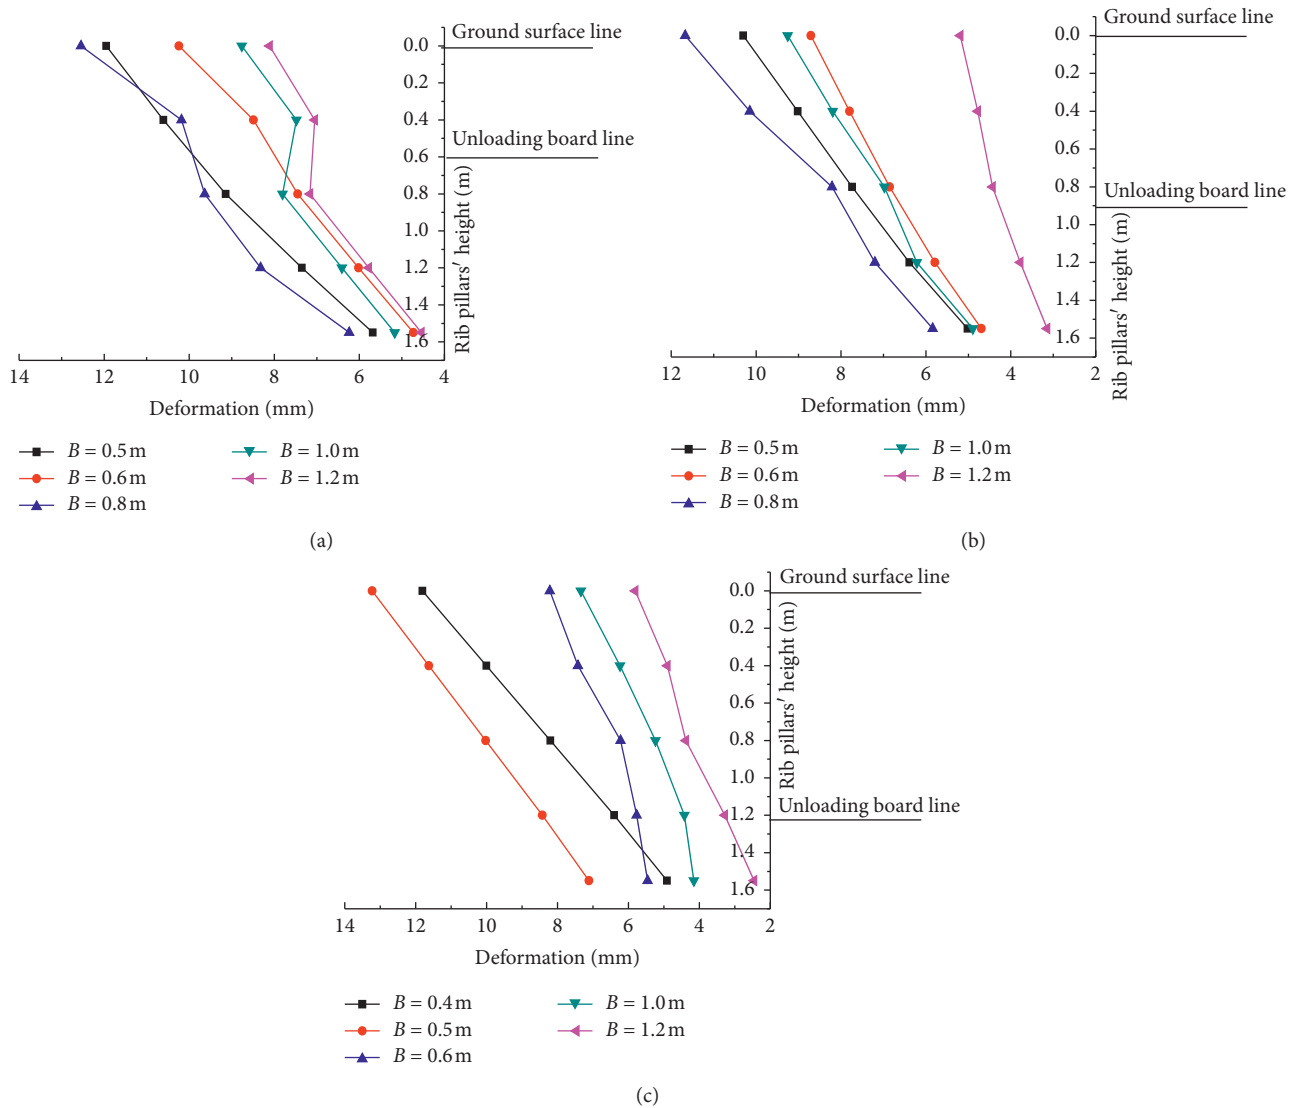 Ground surface line
0.0
0.2
0.4
Unloading board line
0.6
0.8
1.0
1.2
1.4
1.6
Rib pillars′ height (m)
14 12 10 8 6 4
Deformation (mm)
B = 0.5 m
B = 0.6 m
B = 0.8 m
B = 1.0 m
B = 1.2 m
(a)
Ground surface line
0.0
0.2
0.4
0.6
0.8
Unloading board line
1.0
1.2
1.4
1.6
Rib pillars′ height (m)
12 10 8 6 4 2
Deformation (mm)
B = 0.5 m
B = 0.6 m
B = 0.8 m
B = 1.0 m
B = 1.2 m
(b)
Ground surface line
0.0
0.2
0.4
0.6
0.8
1.0
Unloading board line
1.2
1.4
1.6
Rib pillars′ height (m)
14 12 10 8 6 4 2
Deformation (mm)
B = 0.4 m
B = 0.5 m
B = 0.6 m
B = 1.0 m
B = 1.2 m
(c)